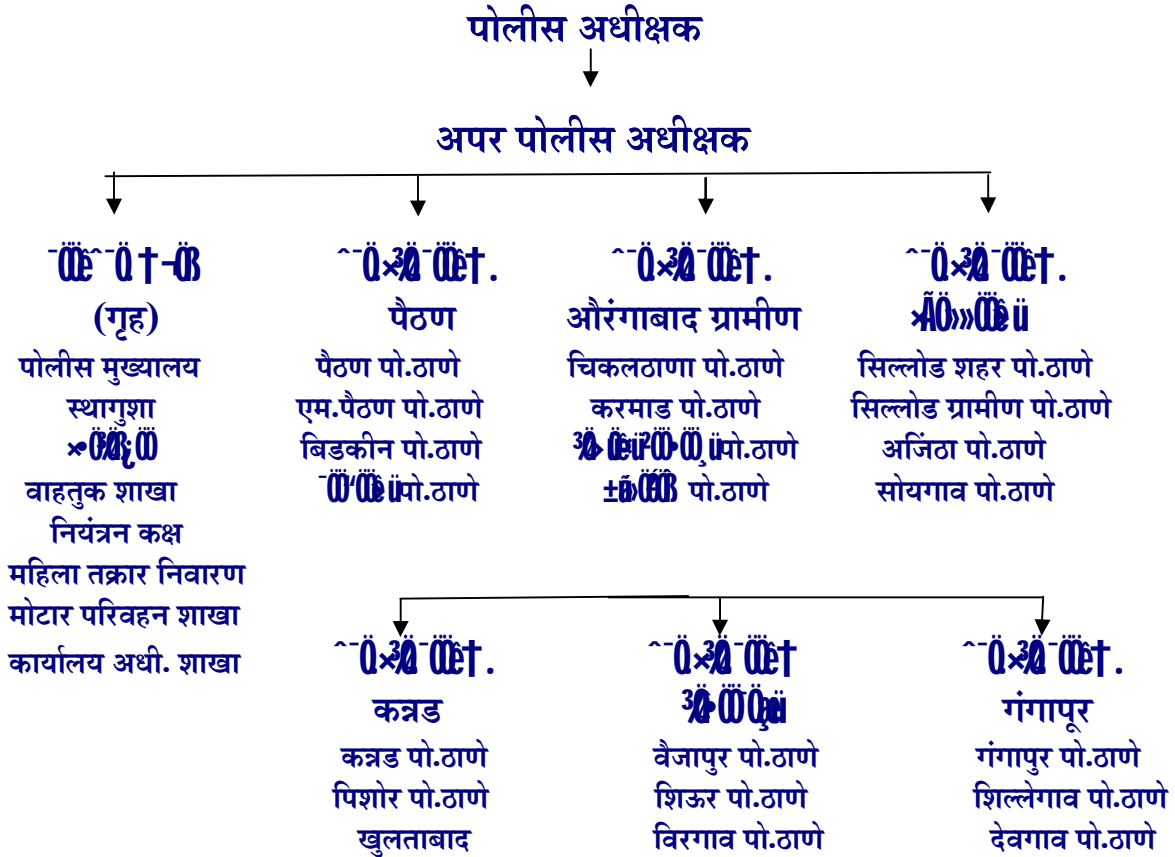 पोलीस अधीक्षक
अपर पोलीस अधीक्षक
(गृह)
पोलीस मुख्यालय
स्थागुशा
वाहतुक शाखा
नियंत्रन कक्ष
महिला तक्रार निवारण
मोटार परिवहन शाखा
कार्यालय अधी. शाखा
पैठण
पैठण पो.ठाणे
एम.पैठण पो.ठाणे
बिडकीन पो.ठाणे
पो.ठाणे
औरंगाबाद ग्रामीण
चिकलठाणा पो.ठाणे
करमाड पो.ठाणे
पो.ठाणे
पो.ठाणे
सिल्लोड शहर पो.ठाणे
सिल्लोड ग्रामीण पो.ठाणे
अजिंठा पो.ठाणे
सोयगाव पो.ठाणे
कन्नड
कन्नड पो.ठाणे
पिशोर पो.ठाणे
खुलताबाद
वैजापुर पो.ठाणे
शिऊर पो.ठाणे
विरगाव पो.ठाणे
गंगापूर
गंगापुर पो.ठाणे
शिल्लेगाव पो.ठाणे
देवगाव पो.ठाणे